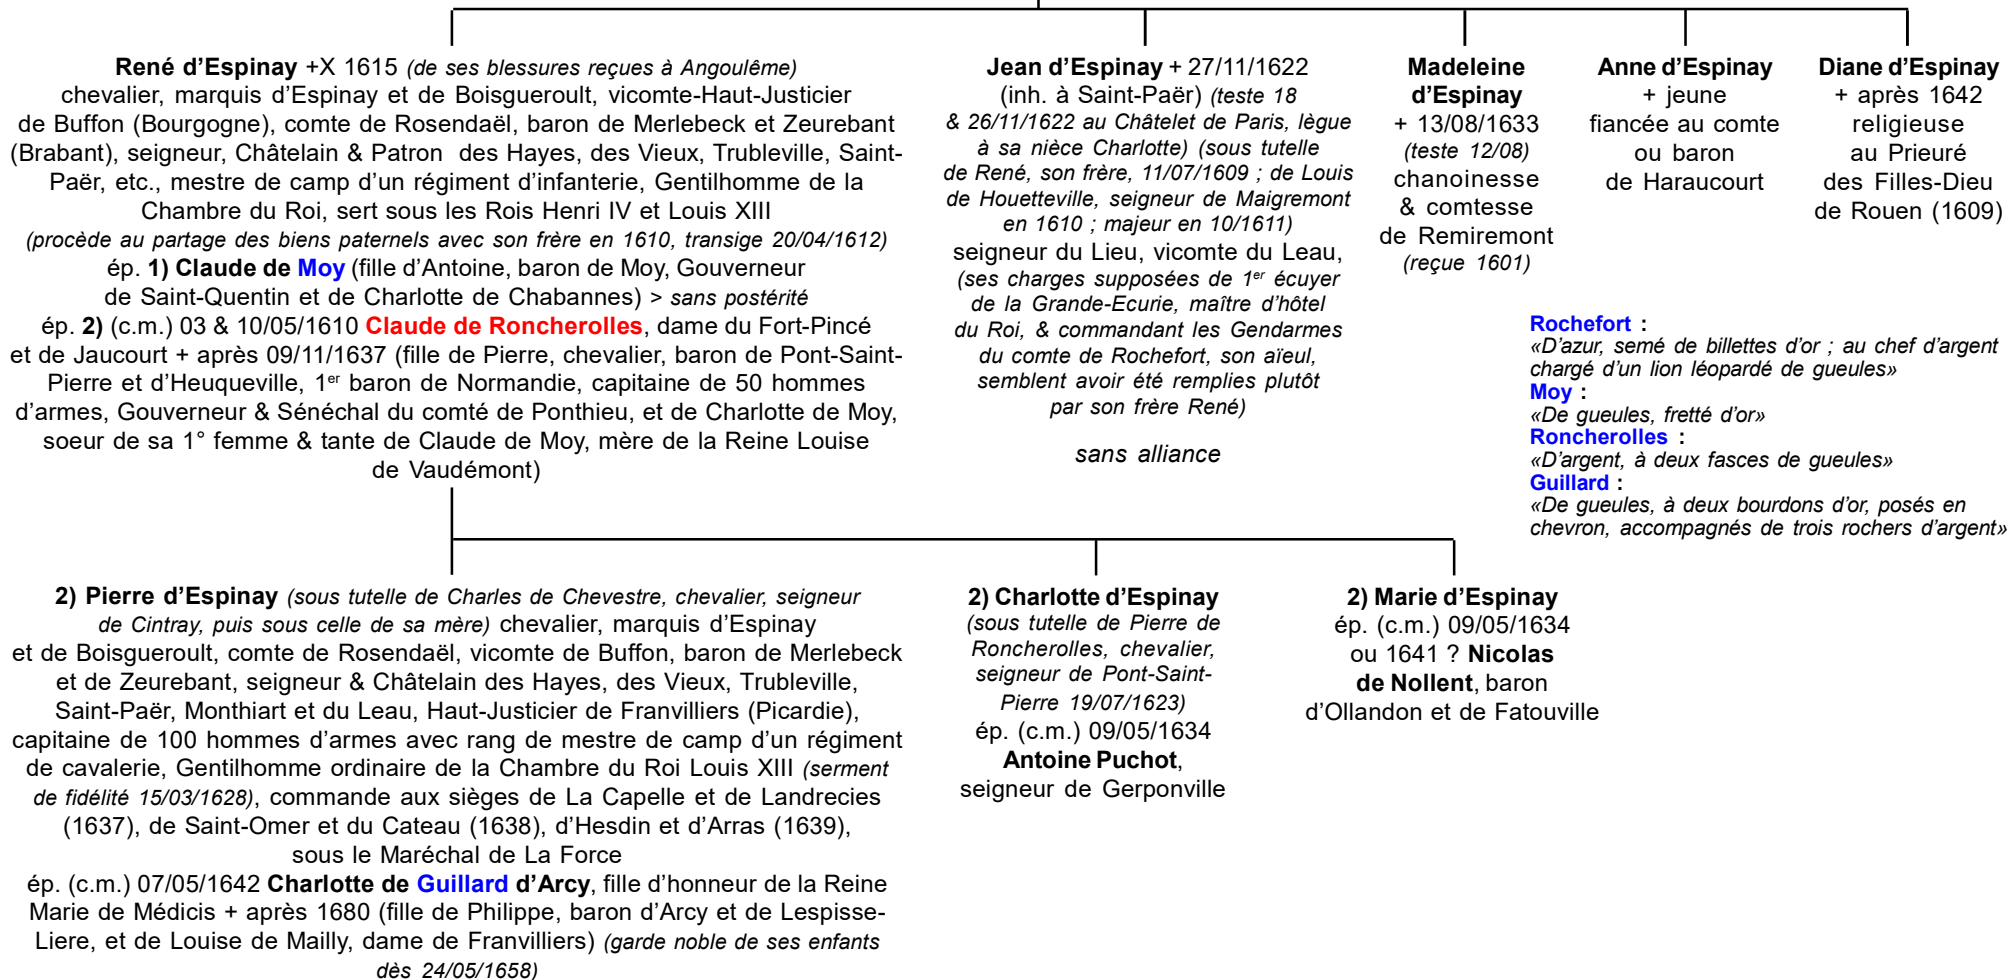 René d’Espinay +X 1615 (de ses blessures reçues à Angoulême)
chevalier, marquis d’Espinay et de Boisgueroult, vicomte-Haut-Justicier
de Buffon (Bourgogne), comte de Rosendaël, baron de Merlebeck et Zeurebant
(Brabant), seigneur, Châtelain & Patron des Hayes, des Vieux, Trubleville, Saint-
Paër, etc., mestre de camp d’un régiment d’infanterie, Gentilhomme de la
Chambre du Roi, sert sous les Rois Henri IV et Louis XIII
(procède au partage des biens paternels avec son frère en 1610, transige 20/04/1612)
ép. 1) Claude de Moy (fille d’Antoine, baron de Moy, Gouverneur
de Saint-Quentin et de Charlotte de Chabannes) > sans postérité
ép. 2) (c.m.) 03 & 10/05/1610 Claude de Roncherolles, dame du Fort-Pincé
et de Jaucourt + après 09/11/1637 (fille de Pierre, chevalier, baron de Pont-Saint-
Pierre et d’Heuqueville, 1er baron de Normandie, capitaine de 50 hommes
d’armes, Gouverneur & Sénéchal du comté de Ponthieu, et de Charlotte de Moy,
soeur de sa 1° femme & tante de Claude de Moy, mère de la Reine Louise
de Vaudémont)
Jean d’Espinay + 27/11/1622
(inh. à Saint-Paër) (teste 18
& 26/11/1622 au Châtelet de Paris, lègue
à sa nièce Charlotte) (sous tutelle
de René, son frère, 11/07/1609 ; de Louis
de Houetteville, seigneur de Maigremont
en 1610 ; majeur en 10/1611)
seigneur du Lieu, vicomte du Leau,
(ses charges supposées de 1er écuyer
de la Grande-Ecurie, maître d’hôtel
du Roi, & commandant les Gendarmes
du comte de Rochefort, son aïeul,
semblent avoir été remplies plutôt
par son frère René)
sans alliance
Madeleine
d’Espinay
+ 13/08/1633
(teste 12/08)
chanoinesse
& comtesse
de Remiremont
(reçue 1601)
Anne d’Espinay
+ jeune
fiancée au comte
ou baron
de Haraucourt
Diane d’Espinay
+ après 1642
religieuse
au Prieuré
des Filles-Dieu
de Rouen (1609)
Rochefort :
«D’azur, semé de billettes d’or ; au chef d’argent
chargé d’un lion léopardé de gueules»
Moy :
«De gueules, fretté d’or»
Roncherolles :
«D’argent, à deux fasces de gueules»
Guillard :
«De gueules, à deux bourdons d’or, posés en
chevron, accompagnés de trois rochers d’argent»
2) Pierre d’Espinay (sous tutelle de Charles de Chevestre, chevalier, seigneur
de Cintray, puis sous celle de sa mère) chevalier, marquis d’Espinay
et de Boisgueroult, comte de Rosendaël, vicomte de Buffon, baron de Merlebeck
et de Zeurebant, seigneur & Châtelain des Hayes, des Vieux, Trubleville,
Saint-Paër, Monthiart et du Leau, Haut-Justicier de Franvilliers (Picardie),
capitaine de 100 hommes d’armes avec rang de mestre de camp d’un régiment
de cavalerie, Gentilhomme ordinaire de la Chambre du Roi Louis XIII (serment
de fidélité 15/03/1628), commande aux sièges de La Capelle et de Landrecies
(1637), de Saint-Omer et du Cateau (1638), d’Hesdin et d’Arras (1639),
sous le Maréchal de La Force
ép. (c.m.) 07/05/1642 Charlotte de Guillard d’Arcy, fille d’honneur de la Reine
Marie de Médicis + après 1680 (fille de Philippe, baron d’Arcy et de Lespisse-
Liere, et de Louise de Mailly, dame de Franvilliers) (garde noble de ses enfants
dès 24/05/1658)
2) Charlotte d’Espinay
(sous tutelle de Pierre de
Roncherolles, chevalier,
seigneur de Pont-Saint-
Pierre 19/07/1623)
ép. (c.m.) 09/05/1634
Antoine Puchot,
seigneur de Gerponville
2) Marie d’Espinay
ép. (c.m.) 09/05/1634
ou 1641 ? Nicolas
de Nollent, baron
d’Ollandon et de Fatouville